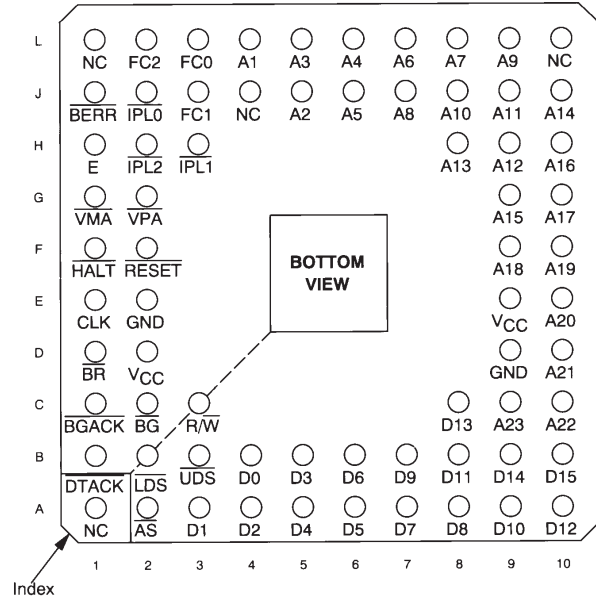 L
NC FC2 FC0 A1 A3 A4 A6 A7 A9 NC
J
BERR IPL0 FC1 NC A2 A5 A8 A10 A11 A14
H
E IPL2 IPL1 A13 A12 A16
G
VMA VPA A15 A17
F
HALT RESET BOTTOM VIEW A18 A19
E
CLK GND VCC A20
D
BR VCC GND A21
C
BGACK BG R/W D13 A23 A22
B
DTACK LDS UDS D0 D3 D6 D9 D11 D14 D15
A
NC AS D1 D2 D4 D5 D7 D8 D10 D12
1 2 3 4 5 6 7 8 9 10
Index